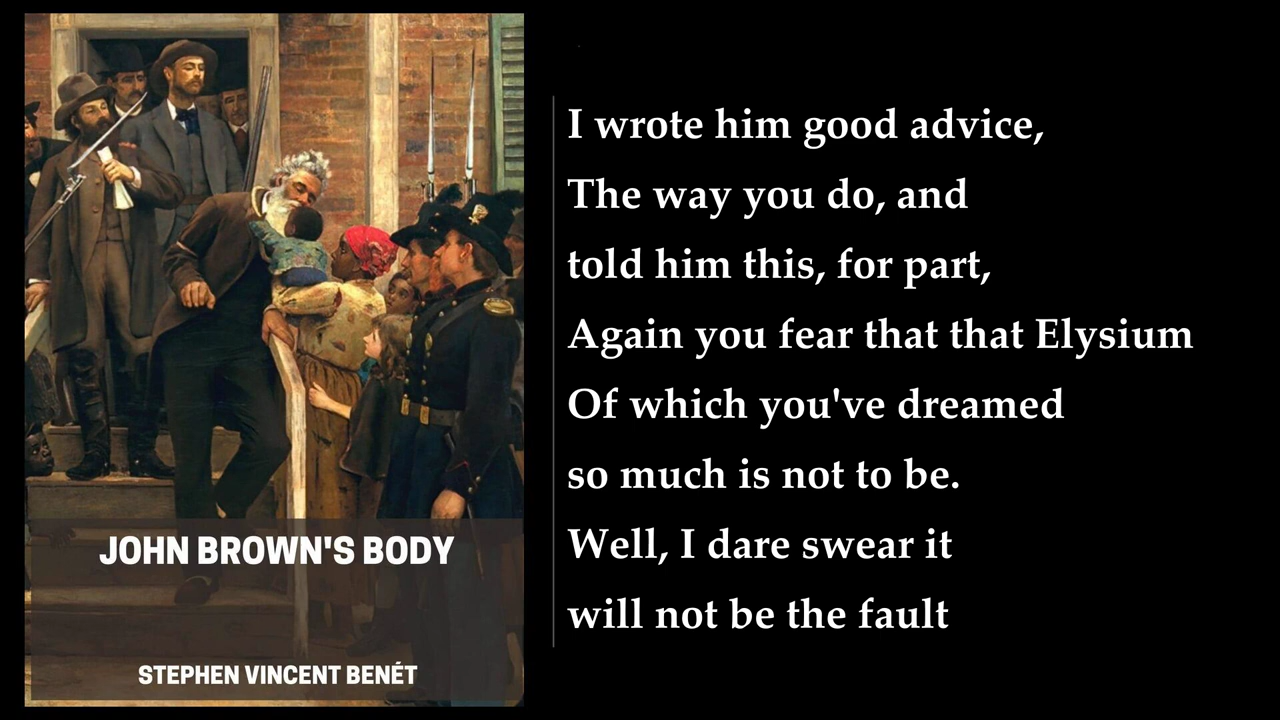 JOHN BROWN'S BODY
STEPHEN VINCENT BENÉT
I wrote him good advice,
The way you do, and
told him this, for part,
Again you fear that that Elysium
Of which you've dreamed
so much is not to be.
Well, I dare swear it
will not be the fault